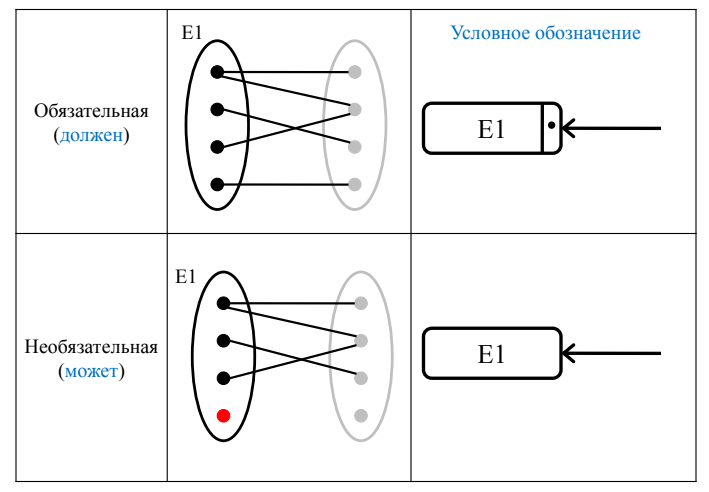 E1
Условное обозначение
Обязательная
(должен)
E1
E1
Необязательная
(может)
E1